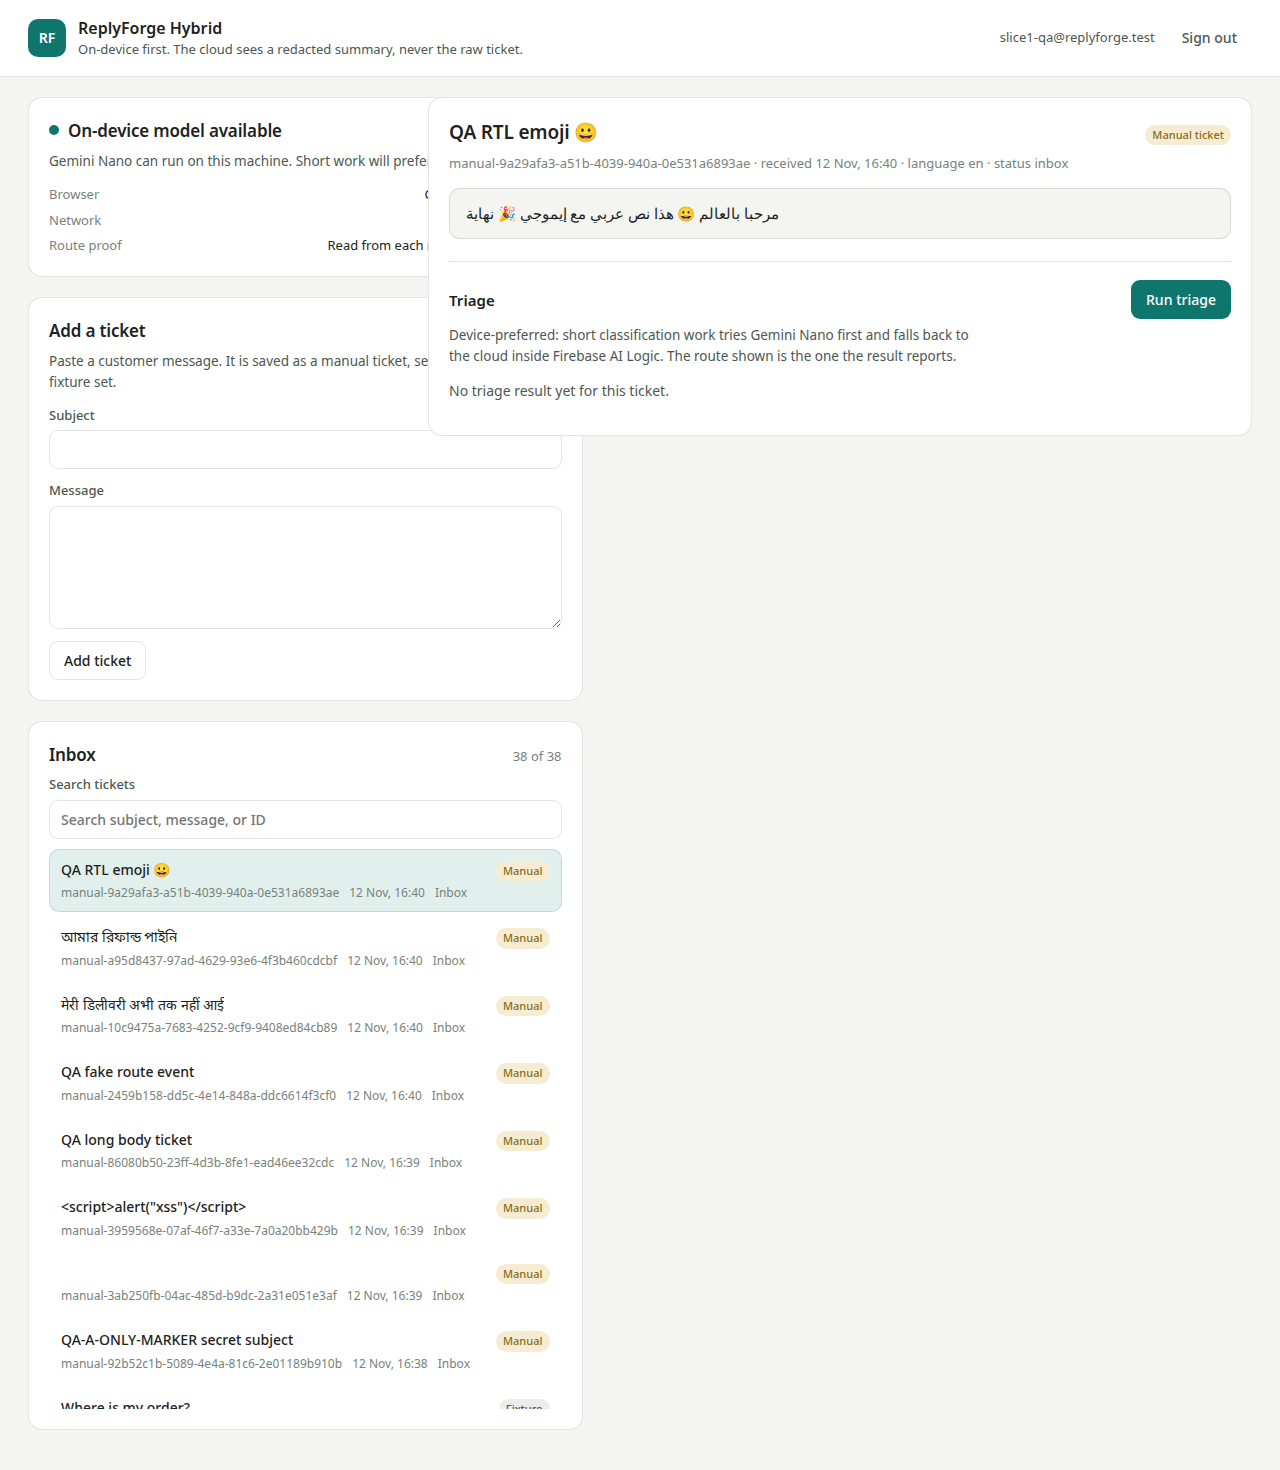 RF
ReplyForge Hybrid
On-device first. The cloud sees a redacted summary, never the raw ticket.
slice1-qa@replyforge.test
Sign out
On-device model available
Gemini Nano can run on this machine. Short work will
Browser
Network
Route proof
Read from each
Add a ticket
Paste a customer message. It is saved as a manual ticket,
fixture set.
Subject
Message
Add ticket
QA RTL emoji 😀
Manual ticket
manual-9a29afa3-a51b-4039-940a-0e531a6893ae · received 12 Nov, 16:40 · language en · status inbox
مرحبا بالعالم 😀 هذا نص عربي مع إيموجي 🎉 نهاية
Triage
Run triage
Device-preferred: short classification work tries Gemini Nano first and falls back to
the cloud inside Firebase AI Logic. The route shown is the one the result reports.
No triage result yet for this ticket.
Inbox
38 of 38
Search tickets
Search subject, message, or ID
QA RTL emoji 😀
Manual
manual-9a29afa3-a51b-4039-940a-0e531a6893ae 12 Nov, 16:40 Inbox
আমার রিফান্ড পাইনি
Manual
manual-a95d8437-97ad-4629-93e6-4f3b460cdcbf 12 Nov, 16:40 Inbox
मेरी डिलीवरी अभी तक नहीं आई
Manual
manual-10c9475a-7683-4252-9cf9-9408ed84cb89 12 Nov, 16:40 Inbox
QA fake route event
Manual
manual-2459b158-dd5c-4e14-848a-ddc6614f3cf0 12 Nov, 16:40 Inbox
QA long body ticket
Manual
manual-86080b50-23ff-4d3b-8fe1-ead46ee32cdc 12 Nov, 16:39 Inbox
&lt;script&gt;alert("xss")&lt;/script&gt;
Manual
manual-3959568e-07af-46f7-a33e-7a0a20bb429b 12 Nov, 16:39 Inbox
Manual
manual-3ab250fb-04ac-485d-b9dc-2a31e051e3af 12 Nov, 16:39 Inbox
QA-A-ONLY-MARKER secret subject
Manual
manual-92b52c1b-5089-4e4a-81c6-2e01189b910b 12 Nov, 16:38 Inbox
Where is my order?
Fixture